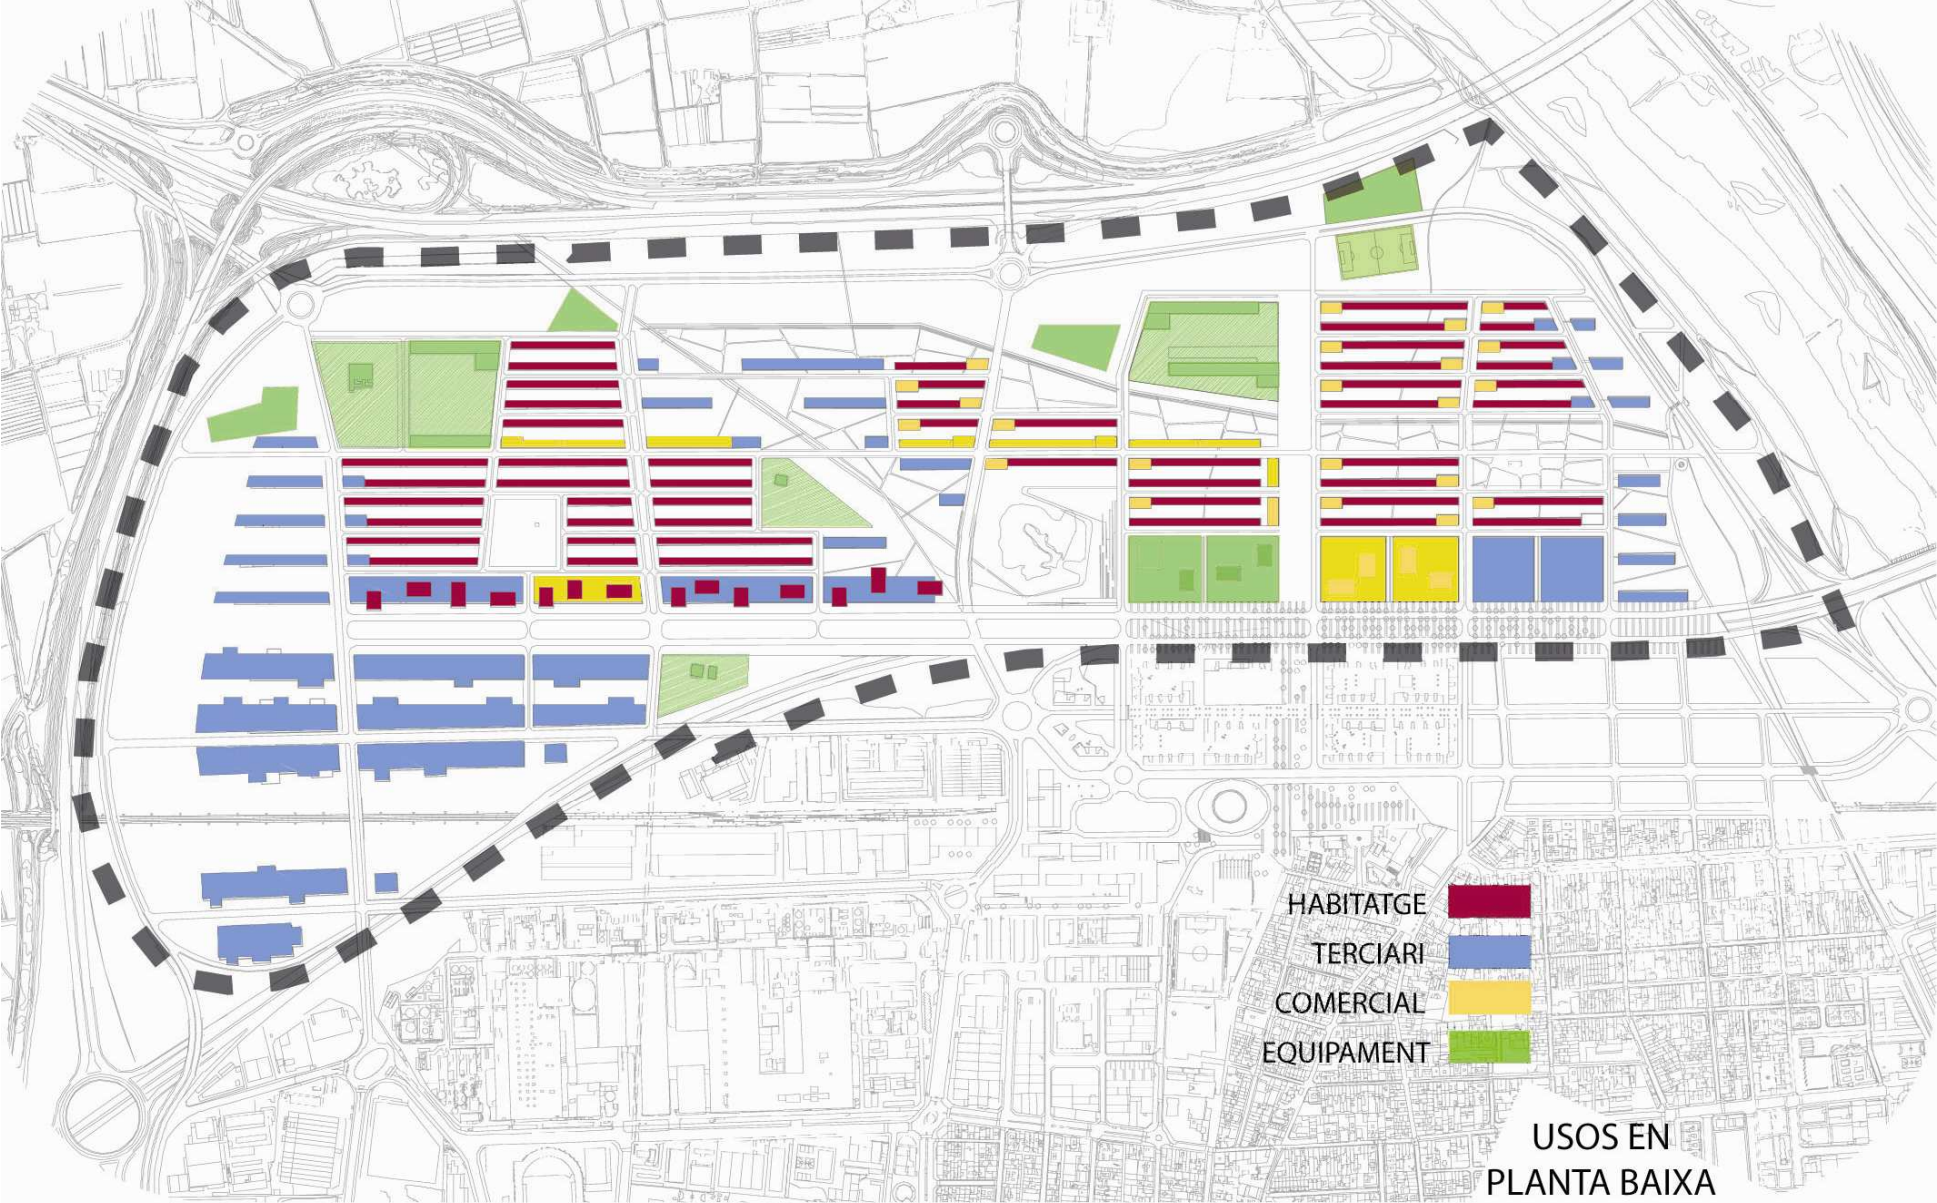 HABITATGE
TERCIARI
COMERCIAL
EQUIPAMENT
USOS EN
PLANTA BAIXA